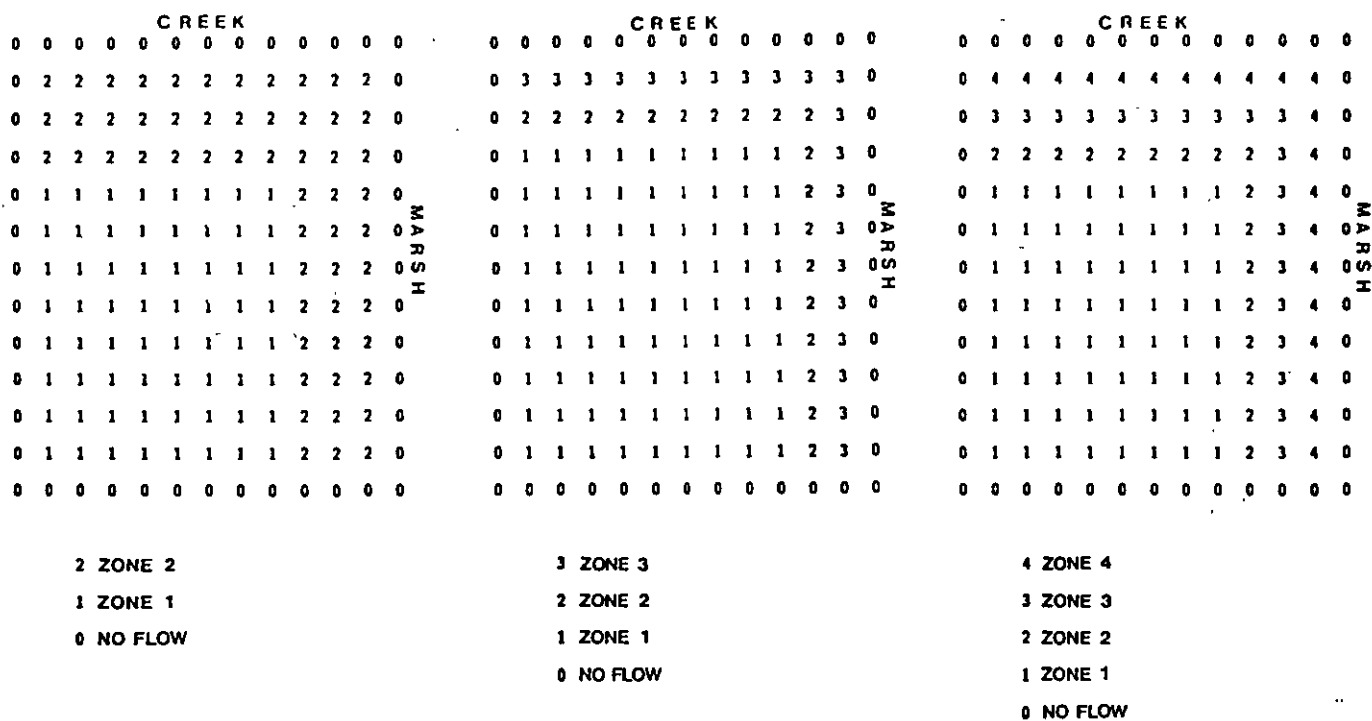 CREEK
0 0 0 0 0 0 0 0 0 0 0 0 0
0 2 2 2 2 2 2 2 2 2 2 2 0
0 2 2 2 2 2 2 2 2 2 2 2 0
0 2 2 2 2 2 2 2 2 2 2 2 0
0 1 1 1 1 1 1 1 1 2 2 2 0
0 1 1 1 1 1 1 1 1 2 2 2 0
0 1 1 1 1 1 1 1 1 2 2 2 0
0 1 1 1 1 1 1 1 1 2 2 2 0
0 1 1 1 1 1 1 1 1 2 2 2 0
0 1 1 1 1 1 1 1 1 2 2 2 0
0 1 1 1 1 1 1 1 1 2 2 2 0
0 1 1 1 1 1 1 1 1 2 2 2 0
0 0 0 0 0 0 0 0 0 0 0 0 0
MARSH
2 ZONE 2
1 ZONE 1
0 NO FLOW
CREEK
0 0 0 0 0 0 0 0 0 0 0 0 0
0 3 3 3 3 3 3 3 3 3 3 3 0
0 2 2 2 2 2 2 2 2 2 2 3 0
0 1 1 1 1 1 1 1 1 1 2 3 0
0 1 1 1 1 1 1 1 1 1 2 3 0
0 1 1 1 1 1 1 1 1 1 2 3 0
0 1 1 1 1 1 1 1 1 1 2 3 0
0 1 1 1 1 1 1 1 1 1 2 3 0
0 1 1 1 1 1 1 1 1 1 2 3 0
0 1 1 1 1 1 1 1 1 1 2 3 0
0 1 1 1 1 1 1 1 1 1 2 3 0
0 1 1 1 1 1 1 1 1 1 2 3 0
0 0 0 0 0 0 0 0 0 0 0 0 0
MARSH
3 ZONE 3
2 ZONE 2
1 ZONE 1
0 NO FLOW
CREEK
0 0 0 0 0 0 0 0 0 0 0 0 0
0 4 4 4 4 4 4 4 4 4 4 4 0
0 3 3 3 3 3 3 3 3 3 3 4 0
0 2 2 2 2 2 2 2 2 2 3 4 0
0 1 1 1 1 1 1 1 1 2 3 4 0
0 1 1 1 1 1 1 1 1 2 3 4 0
0 1 1 1 1 1 1 1 1 2 3 4 0
0 1 1 1 1 1 1 1 1 2 3 4 0
0 1 1 1 1 1 1 1 1 2 3 4 0
0 1 1 1 1 1 1 1 1 2 3 4 0
0 1 1 1 1 1 1 1 1 2 3 4 0
0 1 1 1 1 1 1 1 1 2 3 4 0
0 0 0 0 0 0 0 0 0 0 0 0 0
MARSH
4 ZONE 4
3 ZONE 3
2 ZONE 2
1 ZONE 1
0 NO FLOW